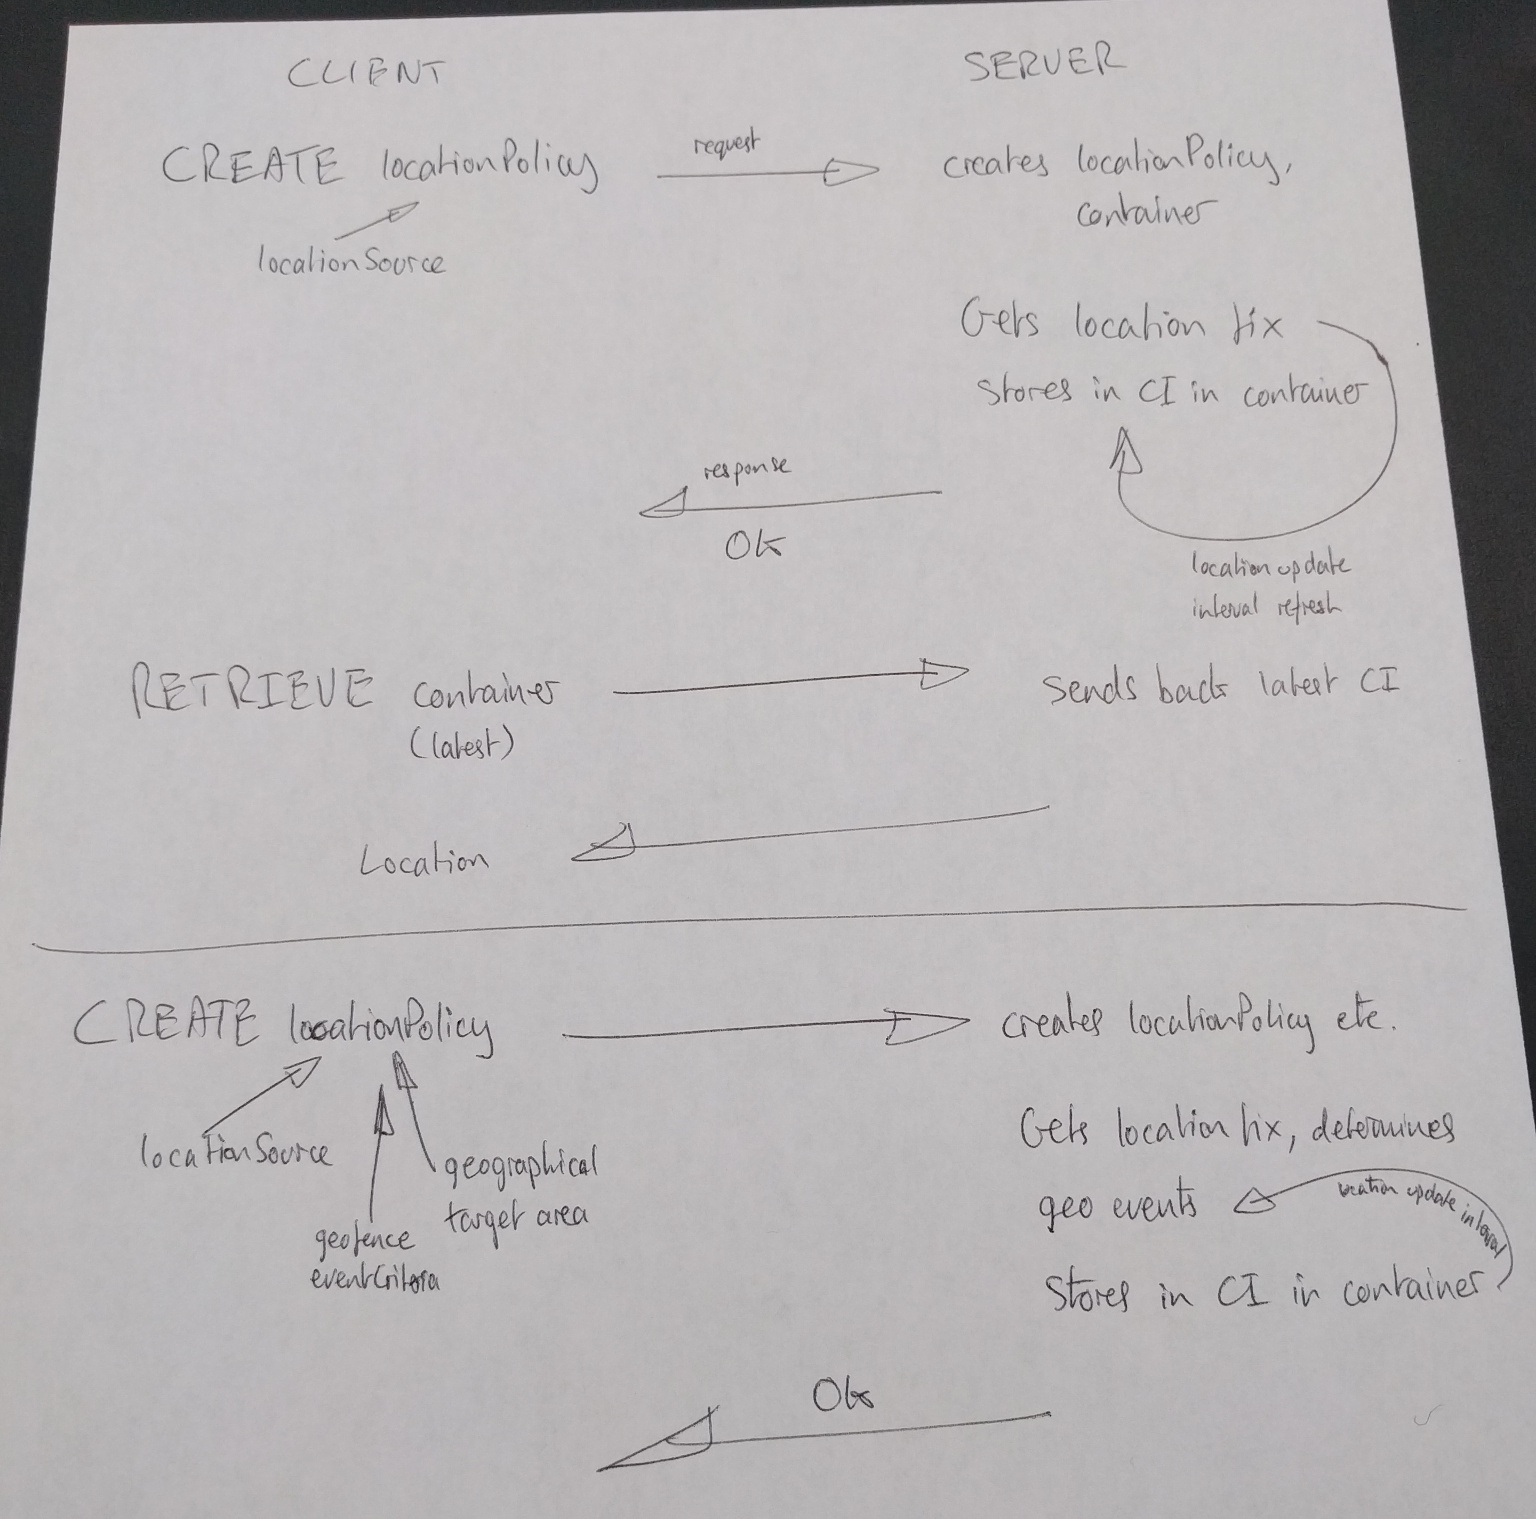 CLIENT
SERVER
CREATE locationPolicy
request
creates locationPolicy,
container
locationSource
Gets location fix
stores in CI in container
response
Ok
location update
interval refresh
RETRIEVE container
(latest)
sends back latest CI
Location
CREATE locationPolicy
creates locationPolicy etc.
locationSource
geofence
eventCriteria
geographical
target area
Gets location fix, determines
geo events
location update interval
Stores in CI in container
Ok